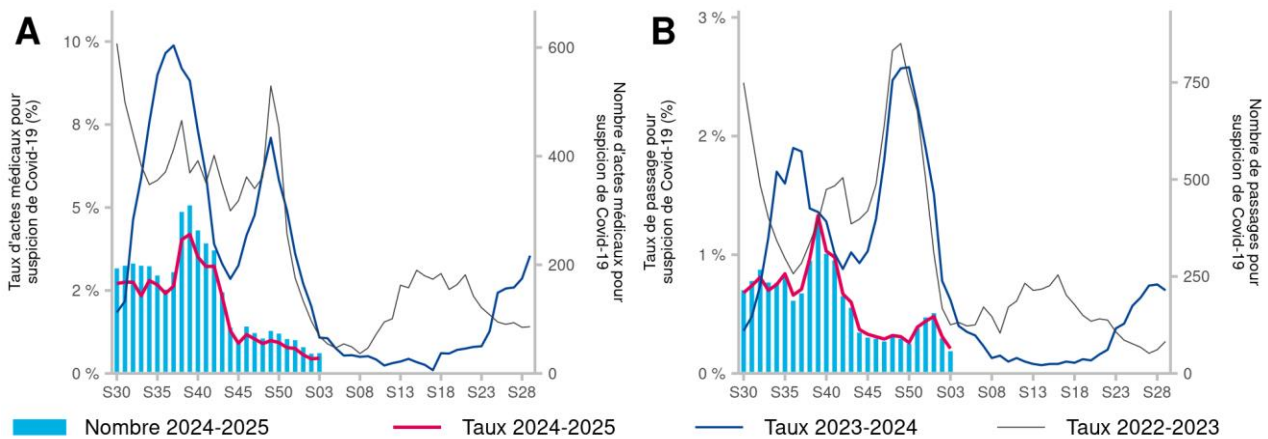 A
Taux d'actes médicaux pour
suspicion de Covid-19 (%)
10 %
8 %
5 %
2 %
0 %
600
400
200
0
Nombre d'actes médicaux pour
suspicion de Covid-19
S30 S35 S40 S45 S50 S03 S08 S13 S18 S23 S28
B
Taux de passage pour
suspicion de Covid-19 (%)
3 %
2 %
1 %
0 %
750
500
250
0
Nombre de passages pour
suspicion de Covid-19
S30 S35 S40 S45 S50 S03 S08 S13 S18 S23 S28
Nombre 2024-2025 Taux 2024-2025 Taux 2023-2024 Taux 2022-2023